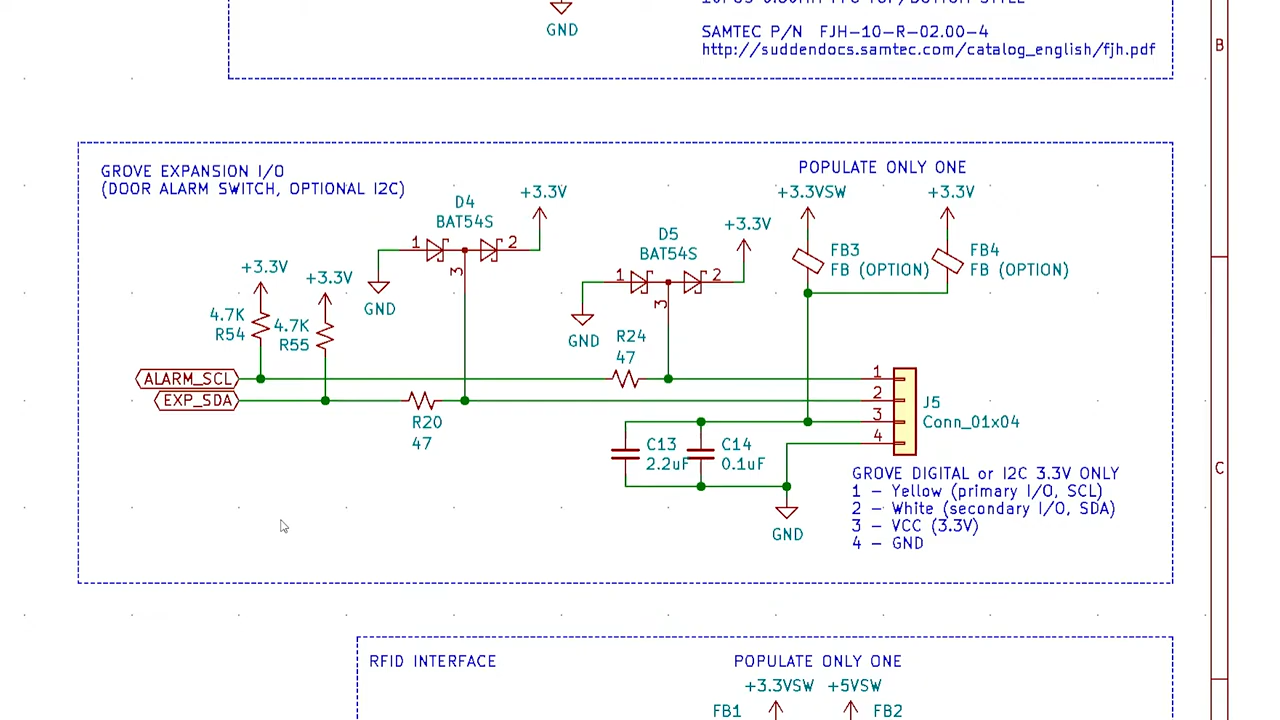 GND
SAMTEC P/N  FJH-10-R-02.00-4
http://suddendocs.samtec.com/catalog_english/fjh.pdf
B
GROVE EXPANSION I/O
(DOOR ALARM SWITCH, OPTIONAL I2C)
POPULATE ONLY ONE
+3.3VSW
+3.3V
D4
BAT54S
+3.3V
1
2
3
GND
D5
BAT54S
+3.3V
1
2
3
GND
FB3
FB (OPTION)
FB4
FB (OPTION)
+3.3V
+3.3V
4.7K
R54
4.7K
R55
R24
47
ALARM_SCL
EXP_SDA
R20
47
1
2
3
4
J5
Conn_01x04
C13
2.2uF
C14
0.1uF
GND
C
GROVE DIGITAL or I2C 3.3V ONLY
1 - Yellow (primary I/O, SCL)
2 - White (secondary I/O, SDA)
3 - VCC (3.3V)
4 - GND
RFID INTERFACE
POPULATE ONLY ONE
+3.3VSW
+5VSW
FB1
FB2